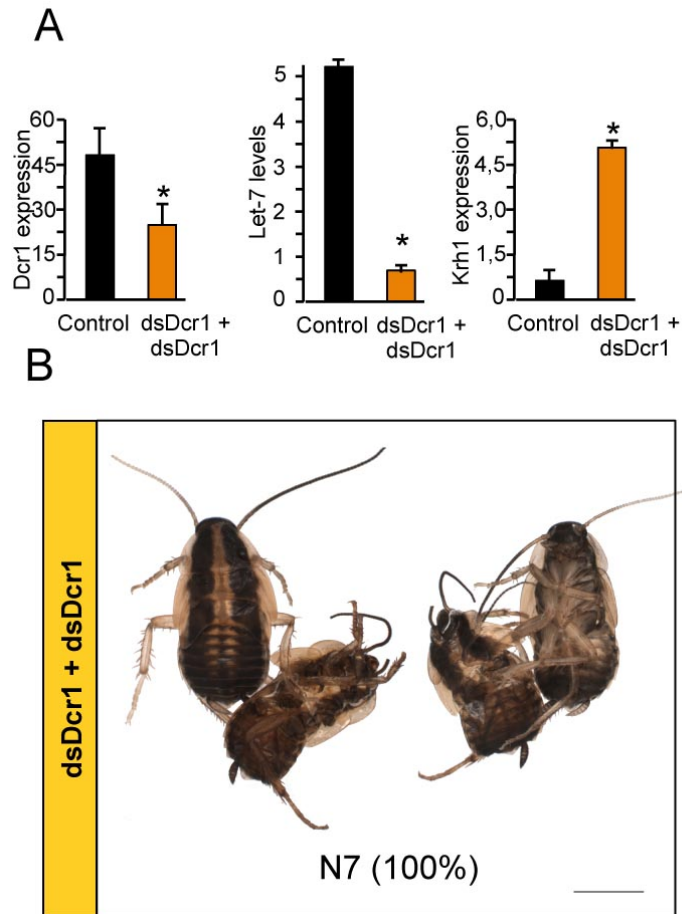 A
Dcr1 expression
60
45
30
15
0
*
Control
dsDcr1 +
dsDcr1
Let-7 levels
5
4
3
2
1
0
*
Control
dsDcr1 +
dsDcr1
Krh1 expression
6,0
4,5
3,0
1,5
0
*
Control
dsDcr1 +
dsDcr1
B
dsDcr1 + dsDcr1
N7 (100%)